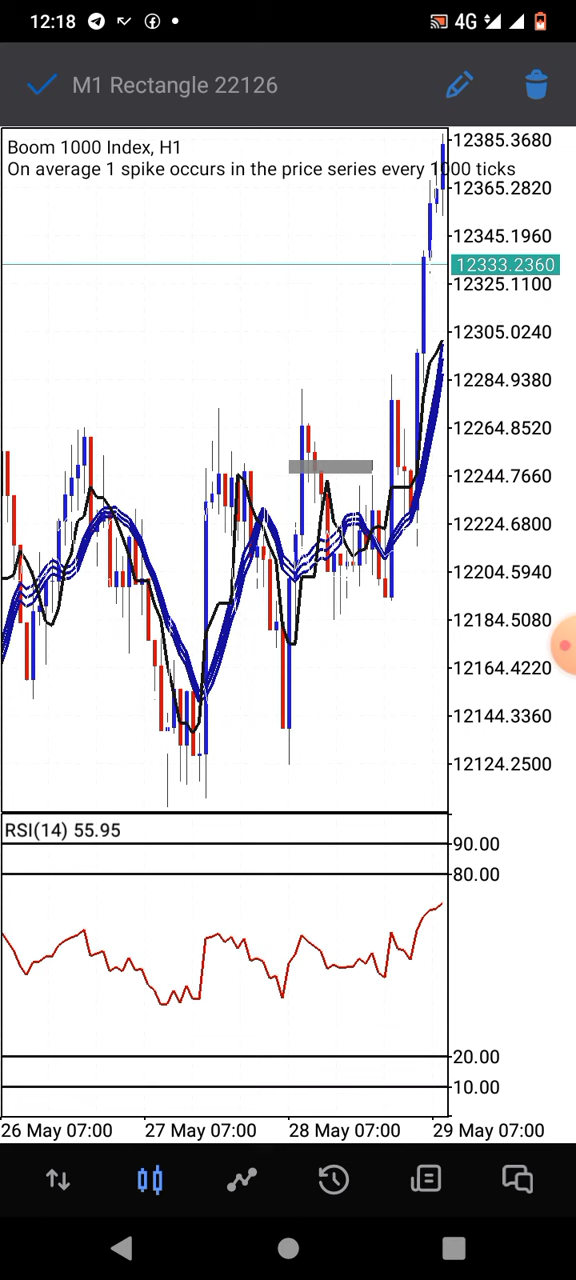 12:18
4G
M1 Rectangle 22126
Boom 1000 Index, H1
On average 1 spike occurs in the price series every 1000 ticks
12385.3680
12365.2820
12345.1960
12333.2360
12325.1100
12305.0240
12284.9380
12264.8520
12244.7660
12224.6800
12204.5940
12184.5080
12164.4220
12144.3360
12124.2500
RSI(14) 55.95
90.00
80.00
20.00
10.00
26 May 07:00
27 May 07:00
28 May 07:00
29 May 07:00